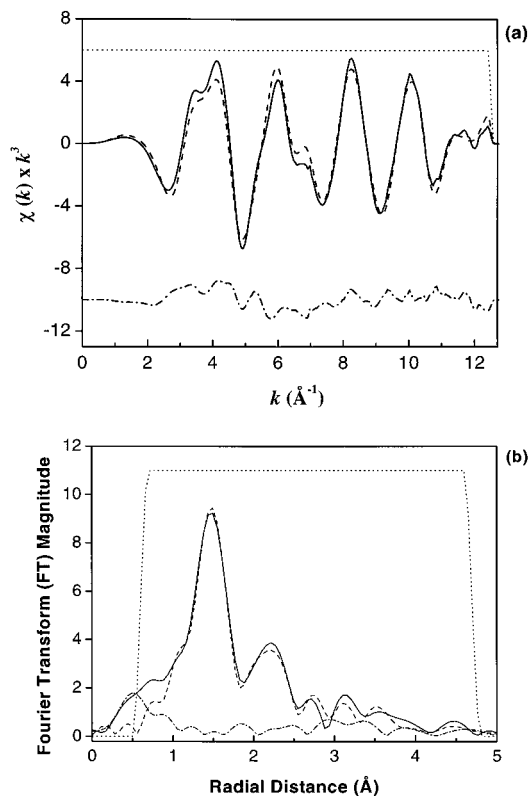 (a)
8
4
0
-4
-8
-12
χ (k) x k³
0 2 4 6 8 10 12
k (Å⁻¹)
(b)
12
10
8
6
4
2
0
Fourier Transform (FT) Magnitude
0 1 2 3 4 5
Radial Distance (Å)